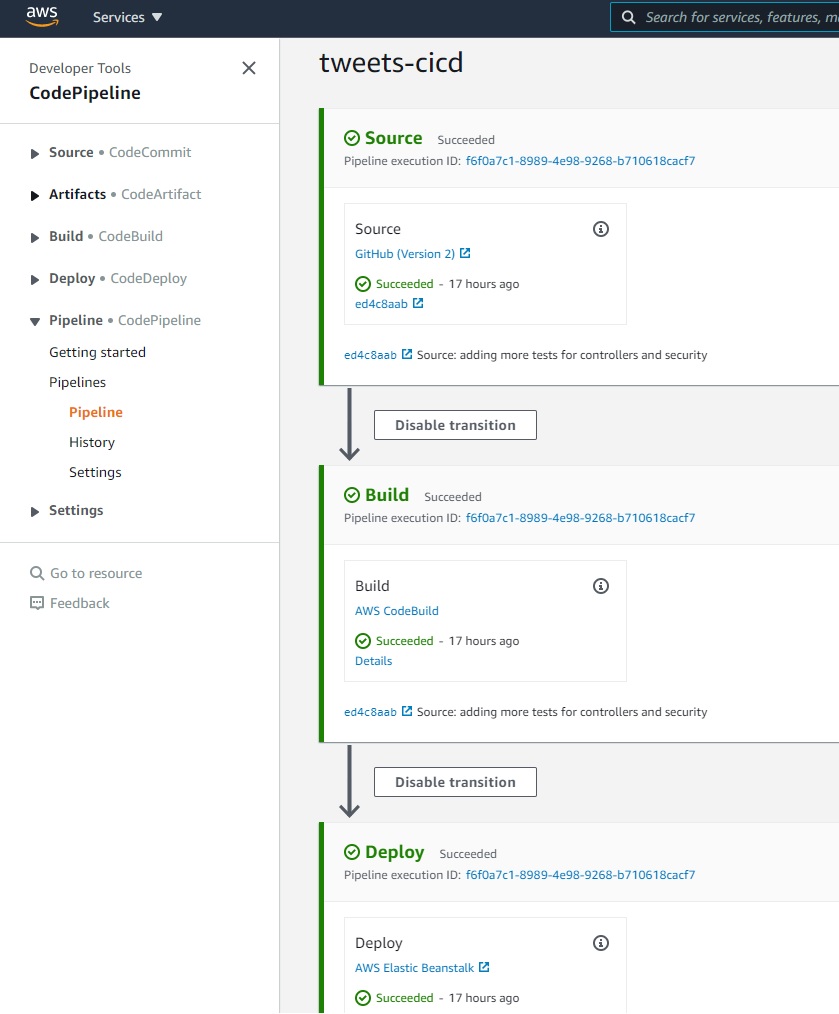 aws
Services
Search for services, features, m
Developer Tools
CodePipeline
Source • CodeCommit
Artifacts • CodeArtifact
Build • CodeBuild
Deploy • CodeDeploy
Pipeline • CodePipeline
Getting started
Pipelines
Pipeline
History
Settings
Settings
Go to resource
Feedback
tweets-cicd
Source Succeeded
Pipeline execution ID: f6f0a7c1-8989-4e98-9268-b710618cacf7
Source
GitHub (Version 2)
Succeeded - 17 hours ago
ed4c8aab
ed4c8aab Source: adding more tests for controllers and security
Disable transition
Build Succeeded
Pipeline execution ID: f6f0a7c1-8989-4e98-9268-b710618cacf7
Build
AWS CodeBuild
Succeeded - 17 hours ago
Details
ed4c8aab Source: adding more tests for controllers and security
Disable transition
Deploy Succeeded
Pipeline execution ID: f6f0a7c1-8989-4e98-9268-b710618cacf7
Deploy
AWS Elastic Beanstalk
Succeeded - 17 hours ago